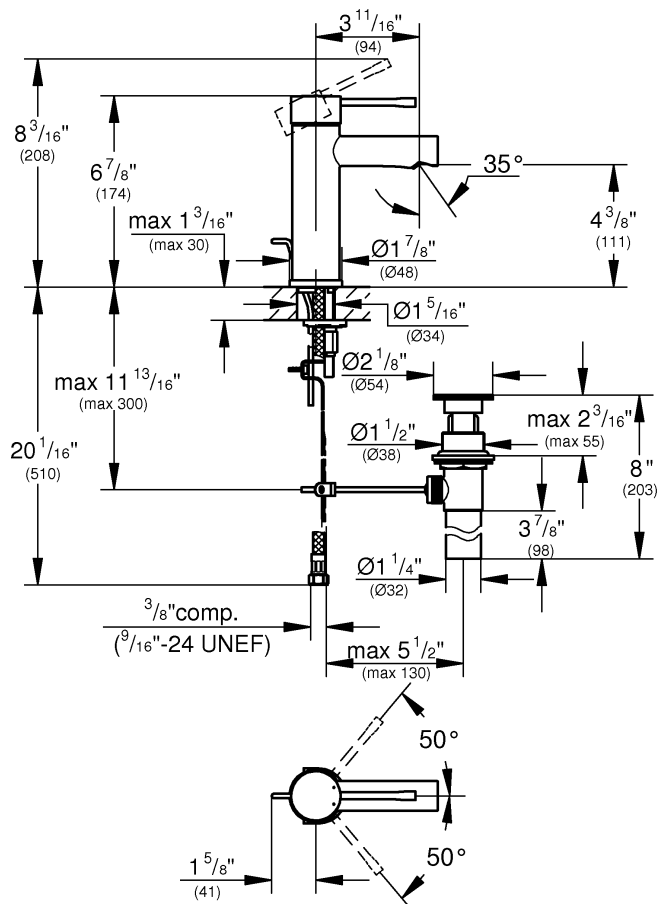 3 11/16"
(94)
8 3/16"
(208)
6 7/8"
(174)
35°
max 1 3/16"
(max 30)
4 3/8"
(111)
Ø1 7/8"
(Ø48)
Ø1 5/16"
(Ø34)
Ø2 1/8"
(Ø54)
max 11 13/16"
(max 300)
max 2 3/16"
(max 55)
20 1/16"
(510)
Ø1 1/2"
(Ø38)
8"
(203)
3 7/8"
(98)
Ø1 1/4"
(Ø32)
3/8"comp.
(9/16"-24 UNEF)
max 5 1/2"
(max 130)
50°
50°
1 5/8"
(41)